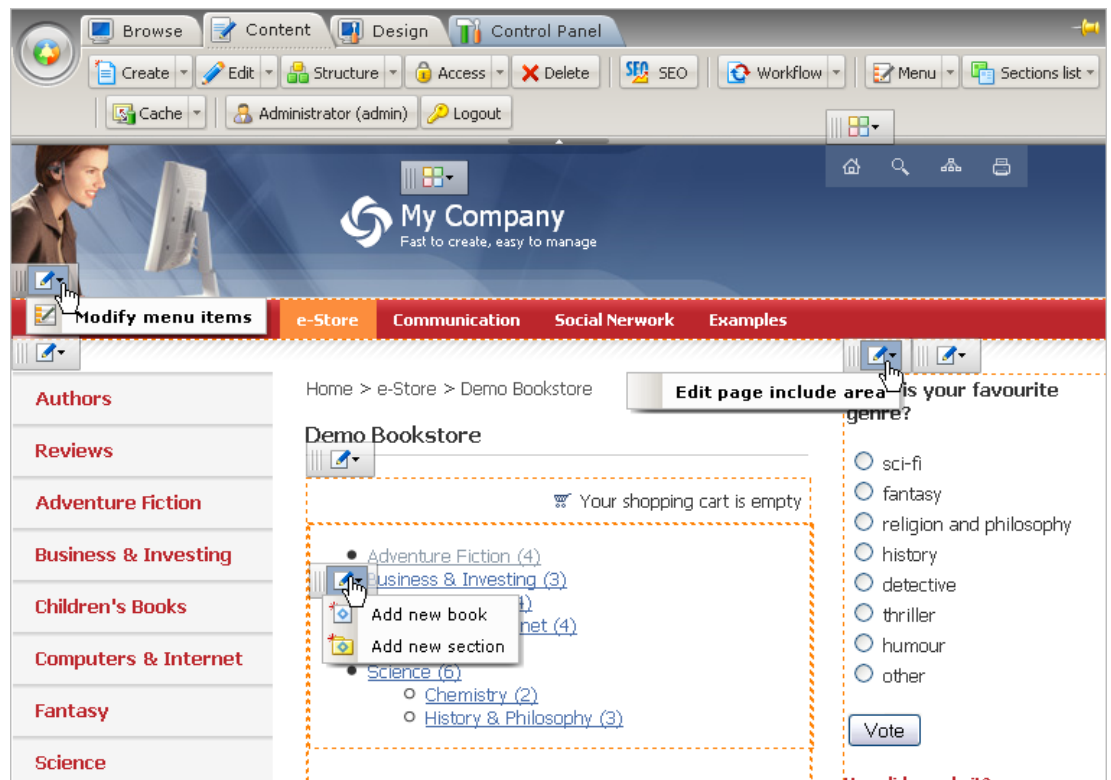 Browse Content Design Control Panel
Create Edit Structure Access Delete SEO SEO Workflow Menu Sections list
Cache Administrator (admin) Logout
My Company
Fast to create, easy to manage
Modify menu items
e-Store Communication Social Nerwork Examples
Authors
Reviews
Adventure Fiction
Business & Investing
Children's Books
Computers & Internet
Fantasy
Science
Home > e-Store > Demo Bookstore
Edit page include area
Demo Bookstore
Your shopping cart is empty
Adventure Fiction (4)
Business & Investing (3)
Add new book
net (4)
Add new section
Science (6)
Chemistry (2)
History & Philosophy (3)
is your favourite
genre?
sci-fi
fantasy
religion and philosophy
history
detective
thriller
humour
other
Vote